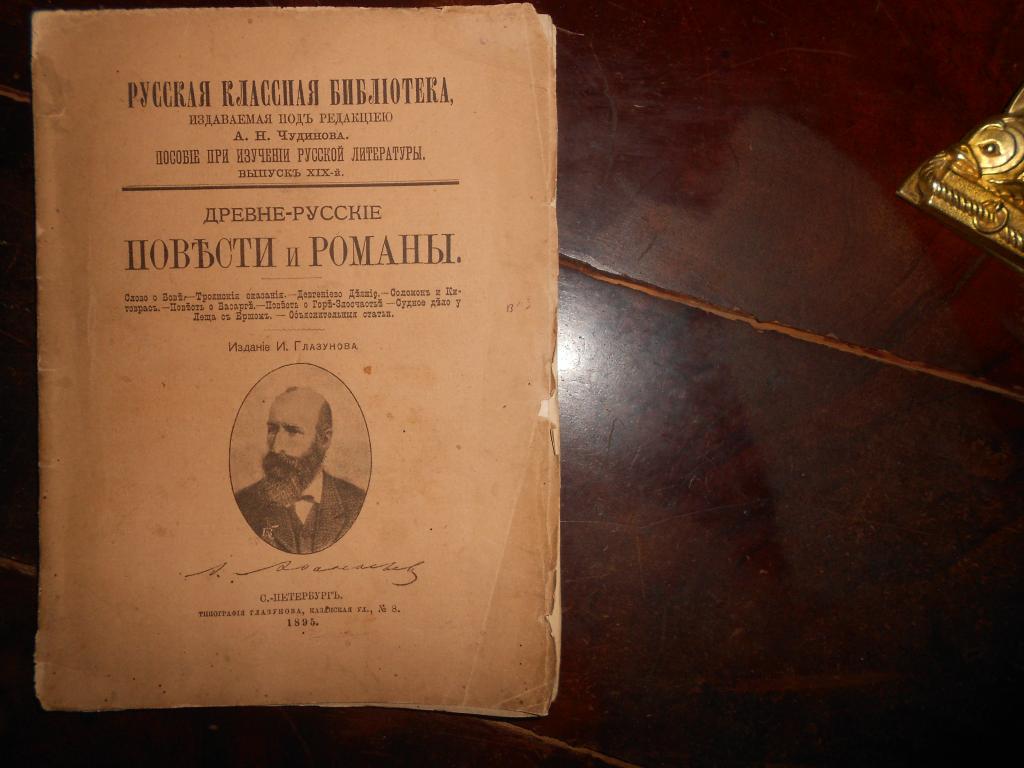 РУССКАЯ КЛАССНАЯ БИБЛІОТЕКА,
ИЗДАВАЕМАЯ ПОДЪ РЕДАКЦІЕЮ
А. Н. Чудинова.
ПОСОБІЕ ПРИ ИЗУЧЕНІИ РУССКОЙ ЛИТЕРАТУРЫ.
ВЫПУСКЪ XIX-й.
ДРЕВНЕ-РУССКІЕ
ПОВѢСТИ и РОМАНЫ.
Слово о Бовѣ.—Троянскія сказанія.—Девгеніево Дѣяніе.—Соломонъ и Ки-
товрасъ.—Повѣсть о Басаргѣ.—Повѣсть о Горѣ-Злосчастьѣ—Судное дѣло у
Леща съ Ершомъ.—Объяснительныя статьи.
Изданіе И. Глазунова
С.-ПЕТЕРБУРГЪ.
ТИПОГРАФІЯ ГЛАЗУНОВА, КАЗАНСКАЯ УЛ., № 8.
1895.